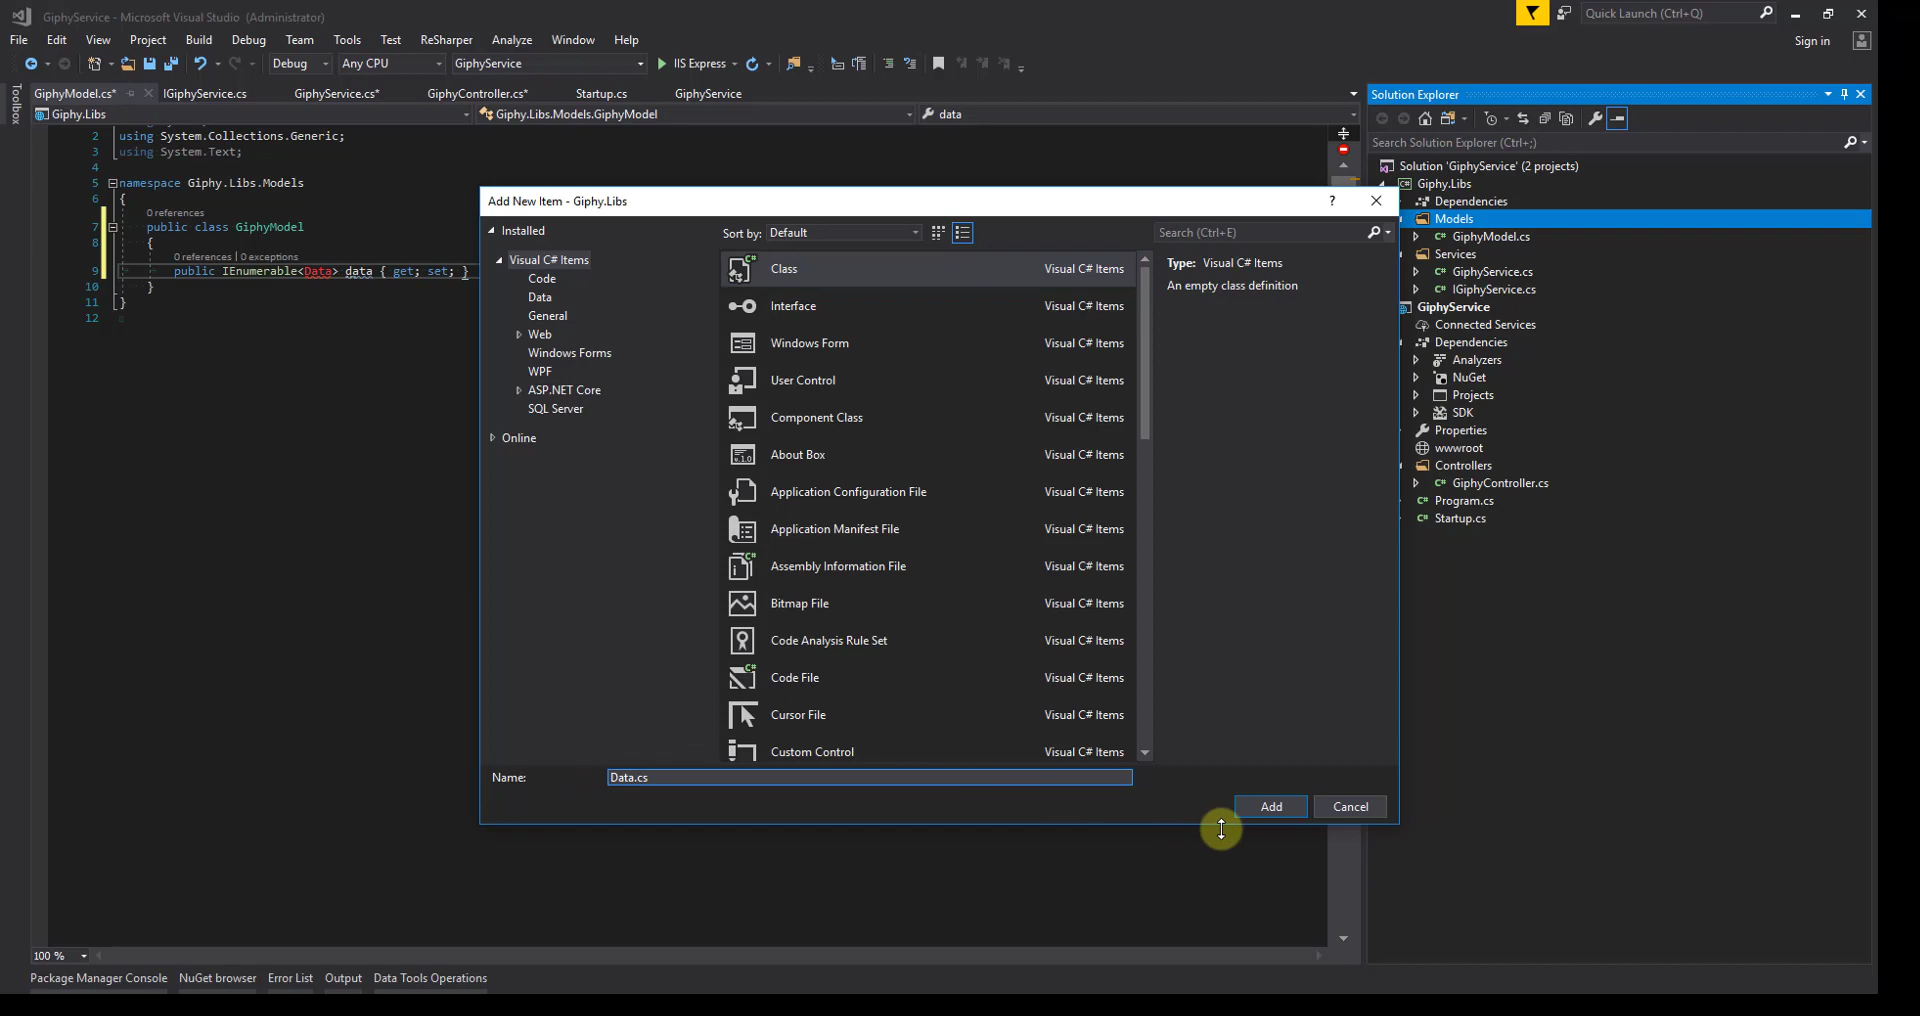 GiphyService - Microsoft Visual Studio (Administrator)
Quick Launch (Ctrl+Q)
File Edit View Project Build Debug Team Tools Test ReSharper Analyze Window Help
Sign in
Debug Any CPU GiphyService IIS Express
Toolbox
GiphyModel.cs* IGiphyService.cs GiphyService.cs* GiphyController.cs* Startup.cs GiphyService
Giphy.Libs Giphy.Libs.Models.GiphyModel data
2 using System.Collections.Generic;
3 using System.Text;
4
5 namespace Giphy.Libs.Models
6 {
0 references
7 public class GiphyModel
8 {
0 references | 0 exceptions
9 public IEnumerable<Data> data { get; set; }
10 }
11 }
12
Add New Item - Giphy.Libs
?
Installed
Visual C# Items
Code
Data
General
Web
Windows Forms
WPF
ASP.NET Core
SQL Server
Online
Sort by: Default
Search (Ctrl+E)
Class Visual C# Items
Interface Visual C# Items
Windows Form Visual C# Items
User Control Visual C# Items
Component Class Visual C# Items
About Box Visual C# Items
Application Configuration File Visual C# Items
Application Manifest File Visual C# Items
Assembly Information File Visual C# Items
Bitmap File Visual C# Items
Code Analysis Rule Set Visual C# Items
Code File Visual C# Items
Cursor File Visual C# Items
Custom Control Visual C# Items
Type: Visual C# Items
An empty class definition
Name: Data.cs
Add Cancel
Solution Explorer
Search Solution Explorer (Ctrl+;)
Solution 'GiphyService' (2 projects)
Giphy.Libs
Dependencies
Models
GiphyModel.cs
Services
GiphyService.cs
IGiphyService.cs
GiphyService
Connected Services
Dependencies
Analyzers
NuGet
Projects
SDK
Properties
wwwroot
Controllers
GiphyController.cs
Program.cs
Startup.cs
100 %
Package Manager Console NuGet browser Error List Output Data Tools Operations